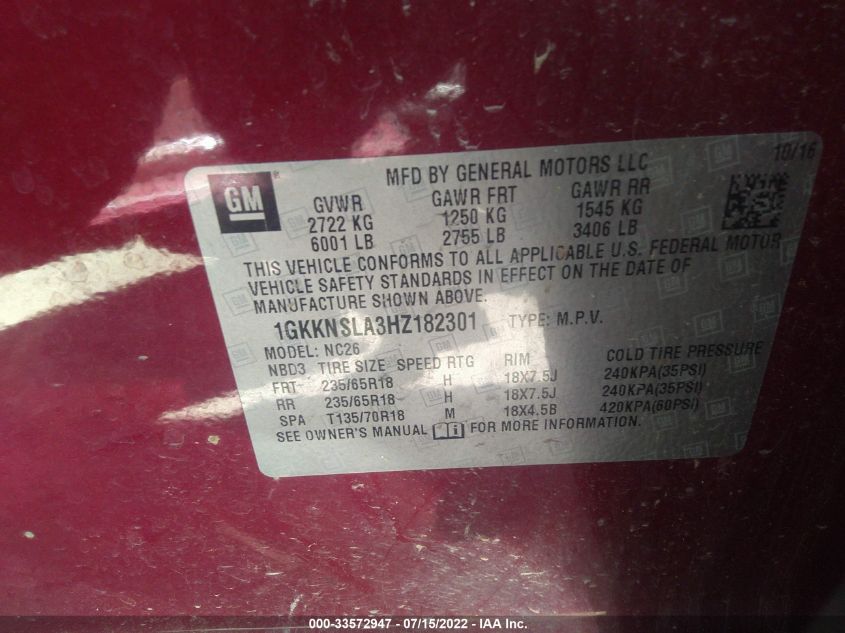 GM
MFD BY GENERAL MOTORS LLC 10/16
GVWR GAWR FRT GAWR RR
2722 KG 1250 KG 1545 KG
6001 LB 2755 LB 3406 LB
THIS VEHICLE CONFORMS TO ALL APPLICABLE U.S. FEDERAL MOTOR
VEHICLE SAFETY STANDARDS IN EFFECT ON THE DATE OF
MANUFACTURE SHOWN ABOVE.
1GKKNSLA3HZ182301 TYPE: M.P.V.
MODEL: NC26
NBD3 TIRE SIZE SPEED RTG RIM COLD TIRE PRESSURE
FRT 235/65R18 H 18X7.5J 240KPA(35PSI)
RR 235/65R18 H 18X7.5J 240KPA(35PSI)
SPA T135/70R18 M 18X4.5B 420KPA(60PSI)
SEE OWNER'S MANUAL FOR MORE INFORMATION.
000-33572947 - 07/15/2022 - IAA Inc.